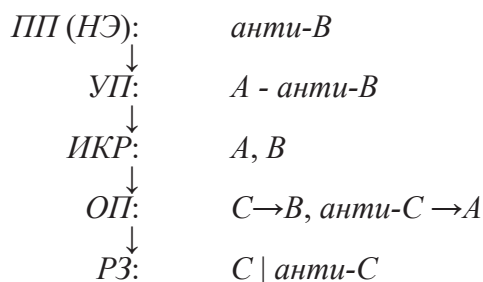 ПП (НЭ): анти-В
УП: А - анти-В
ИКР: А, В
ОП: С→В, анти-С →А
РЗ: С | анти-С